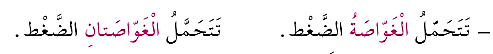 – تَتَحَمَّلُ الْغَوّاصَةُ الضَّغْط. تَتَحَمَّلُ الْغَوّاصَتانِ الضَّغْط.